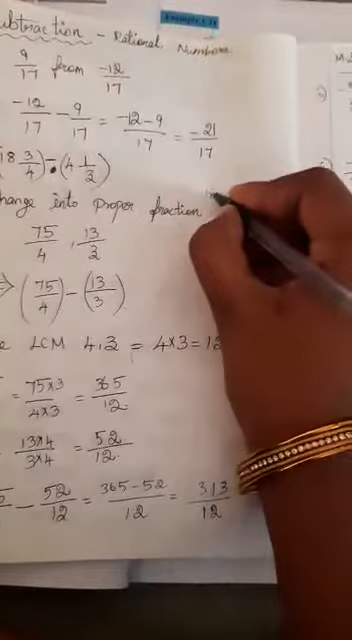 ubtraction - Rational Numbers
9/17 from -12/17
-12/17 - 9/17 = -12-9/17 = -21/17
(18 3/4) - (4 1/3)
hange into proper fraction
75/4 , 13/3
(75/4) - (13/3)
LCM 4,3 = 4×3=12
= 75×3/4×3 = 365/12
13×4/3×4 = 52/12
- 52/12 = 365-52/12 = 313/12